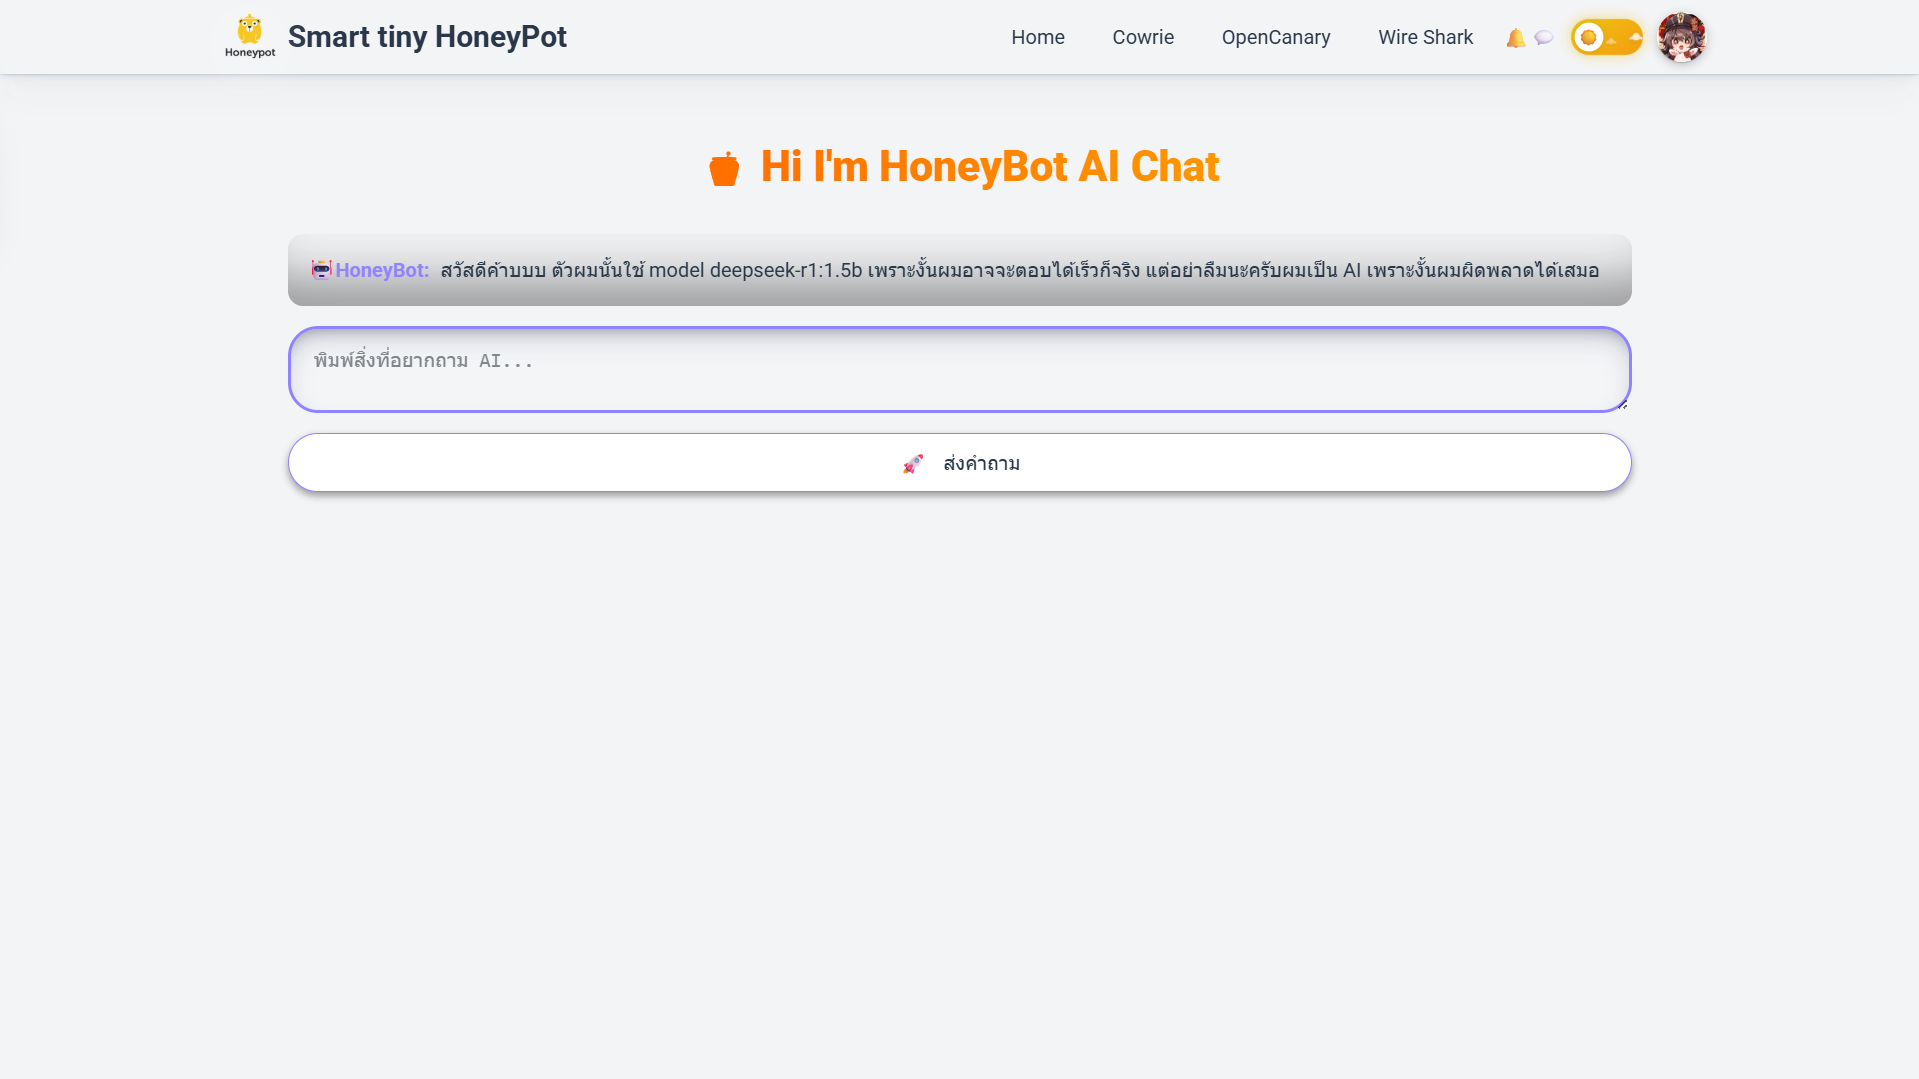 Honeypot
Smart tiny HoneyPot
Home
Cowrie
OpenCanary
Wire Shark
Hi I'm HoneyBot AI Chat
HoneyBot: สวัสดีค้าบบบ ตัวผมนั้นใช้ model deepseek-r1:1.5b เพราะงั้นผมอาจจะตอบได้เร็วก็จริง แต่อย่าลืมนะครับผมเป็น AI เพราะงั้นผมผิดพลาดได้เสมอ
พิมพ์สิ่งที่อยากถาม AI...
ส่งคำถาม